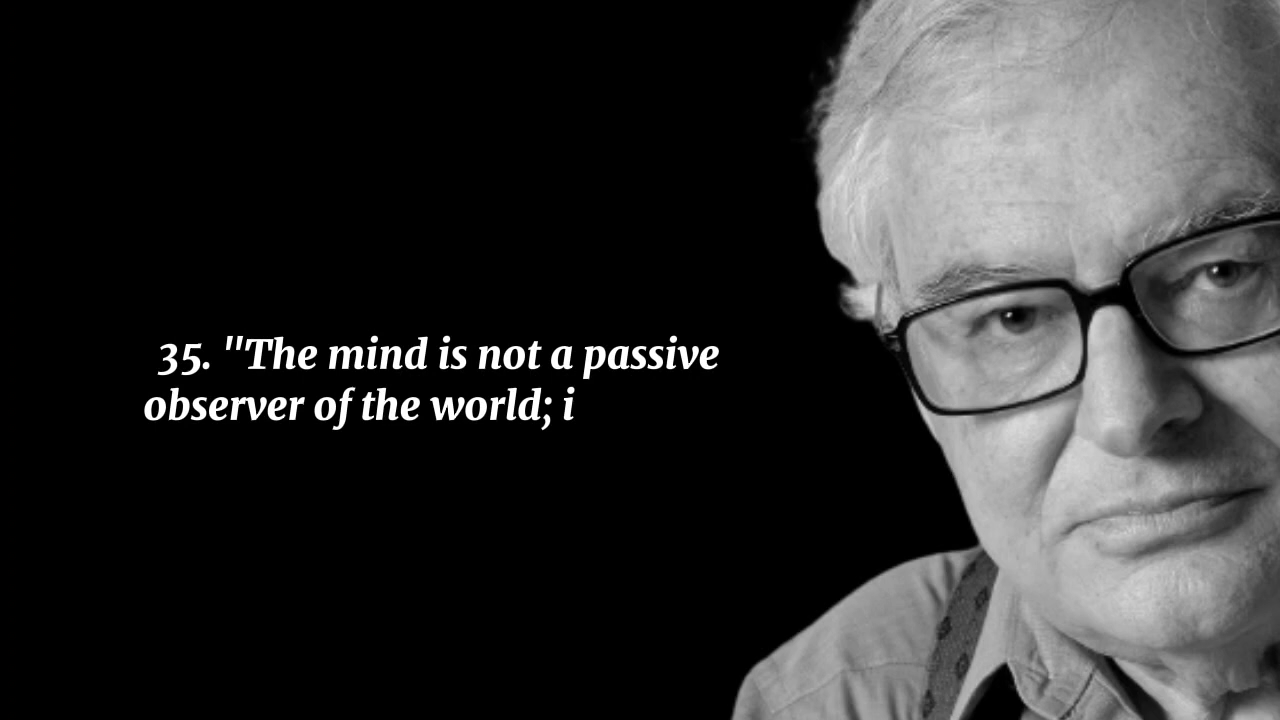 35. "The mind is not a passive
observer of the world; i